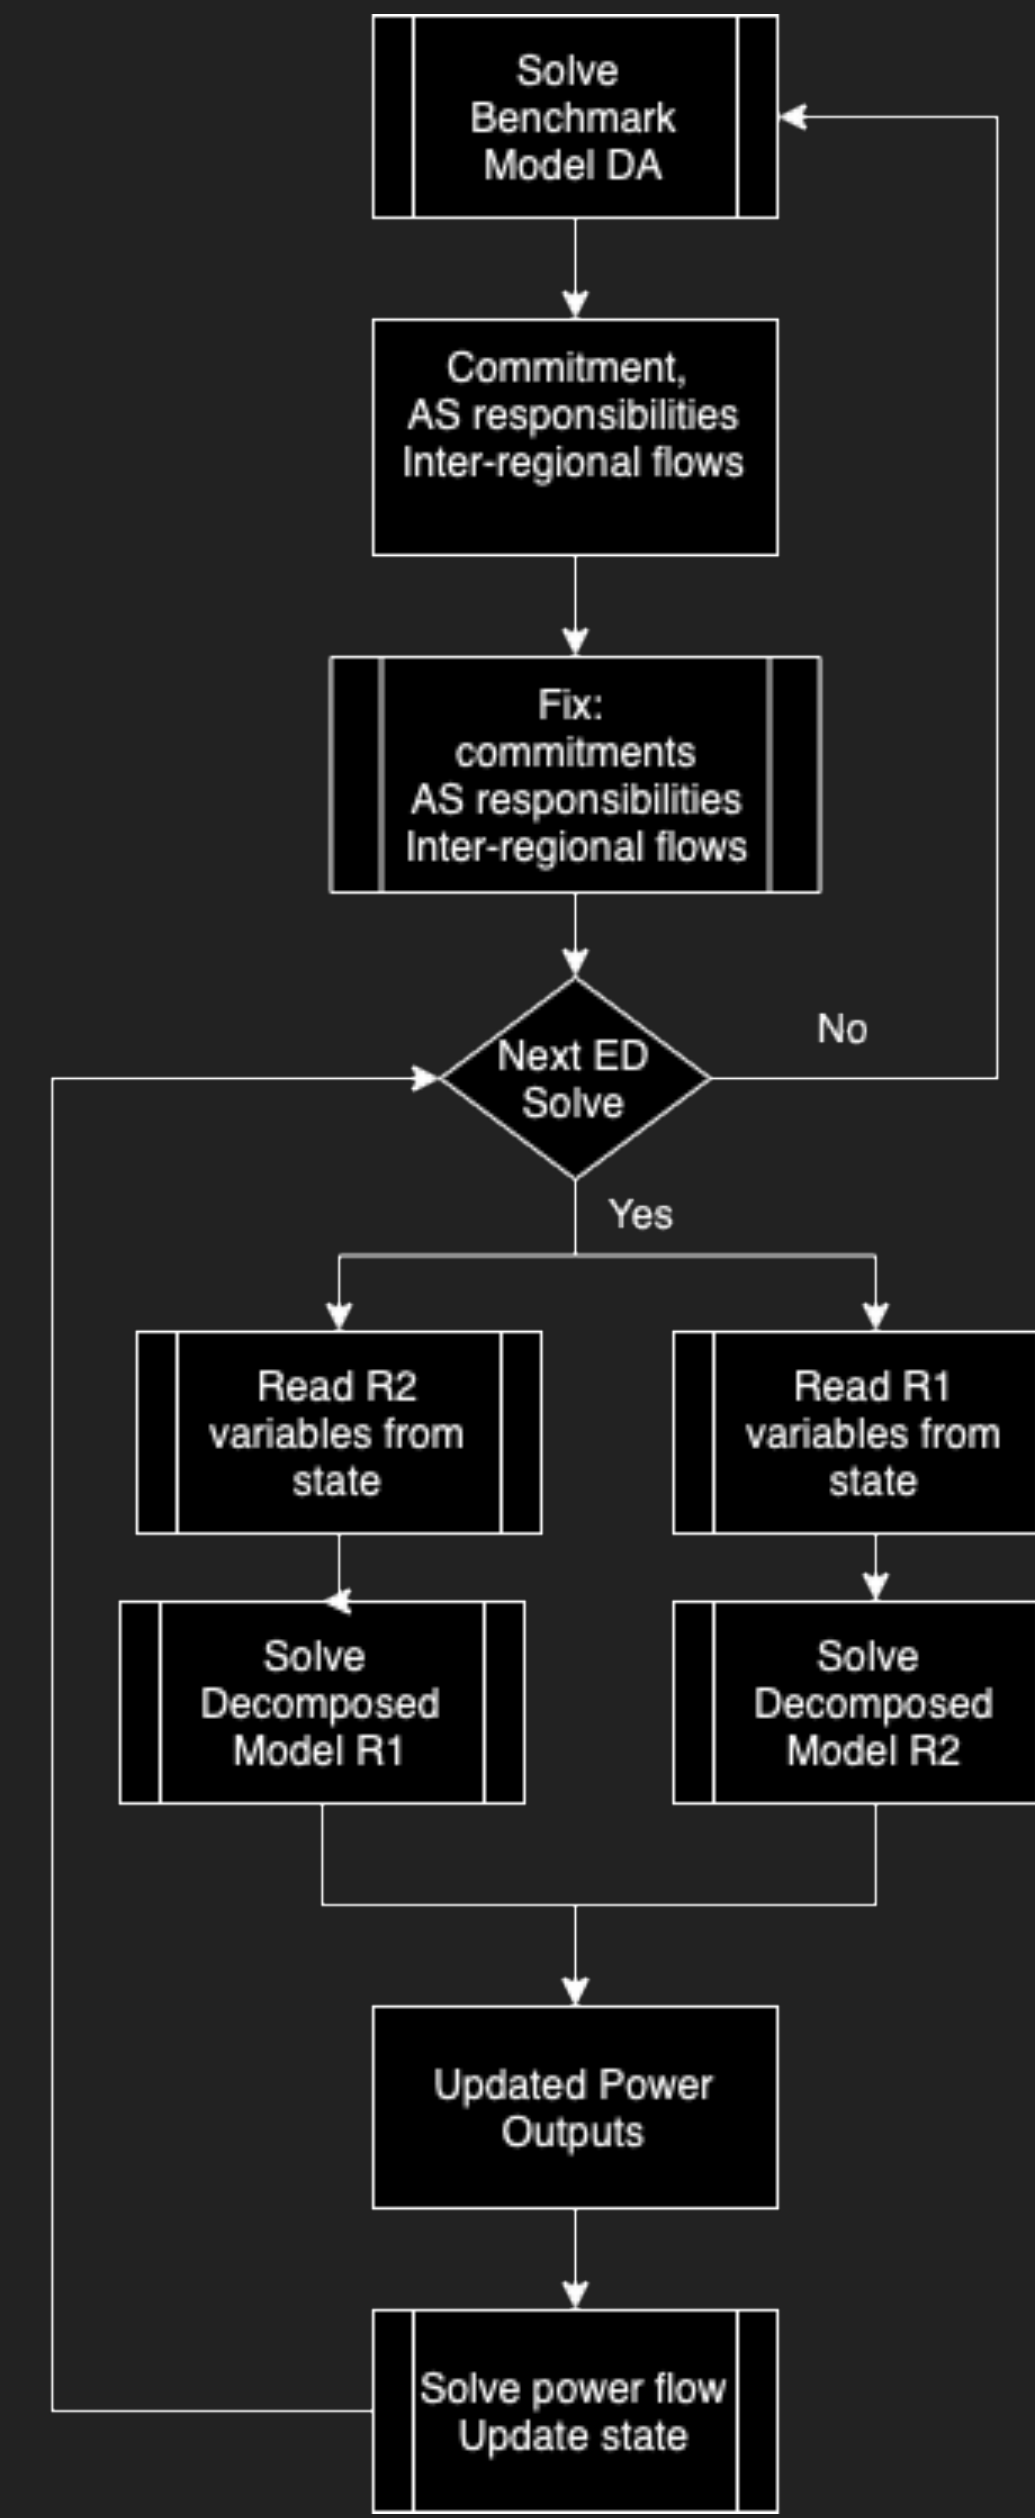 Solve
Benchmark
Model DA
Commitment,
AS responsibilities
Inter-regional flows
Fix:
commitments
AS responsibilities
Inter-regional flows
Next ED
Solve
No
Yes
Read R2
variables from
state
Read R1
variables from
state
Solve
Decomposed
Model R1
Solve
Decomposed
Model R2
Updated Power
Outputs
Solve power flow
Update state